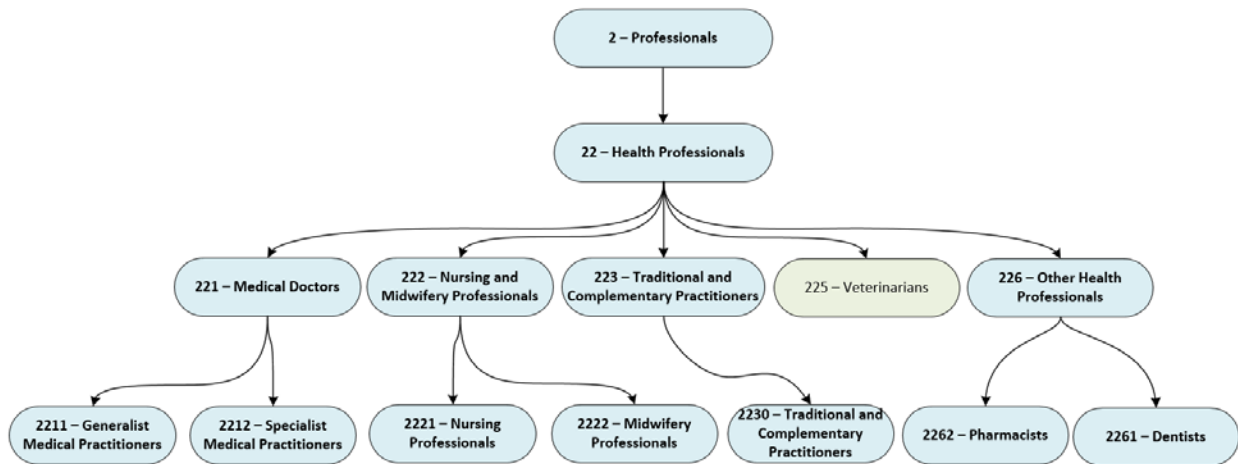 2 – Professionals
22 – Health Professionals
221 – Medical Doctors
222 – Nursing and
Midwifery Professionals
223 – Traditional and
Complementary Practitioners
225 – Veterinarians
226 – Other Health
Professionals
2211 – Generalist
Medical Practitioners
2212 – Specialist
Medical Practitioners
2221 – Nursing
Professionals
2222 – Midwifery
Professionals
2230 – Traditional and
Complementary
Practitioners
2262 – Pharmacists
2261 – Dentists